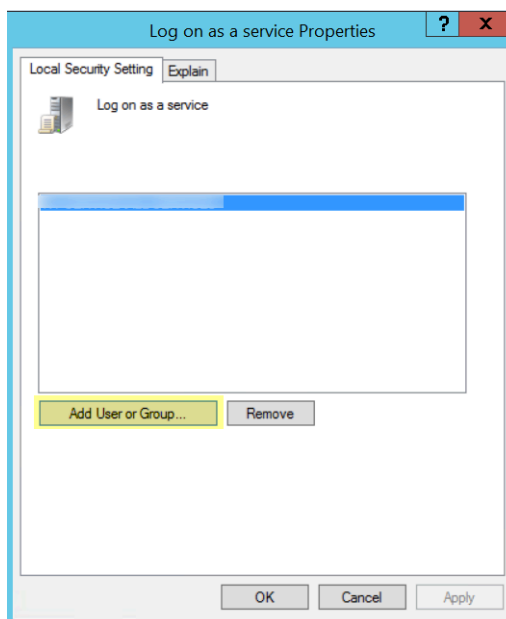 Log on as a service Properties
? x
Local Security Setting Explain
Log on as a service
Add User or Group...
Remove
OK Cancel Apply